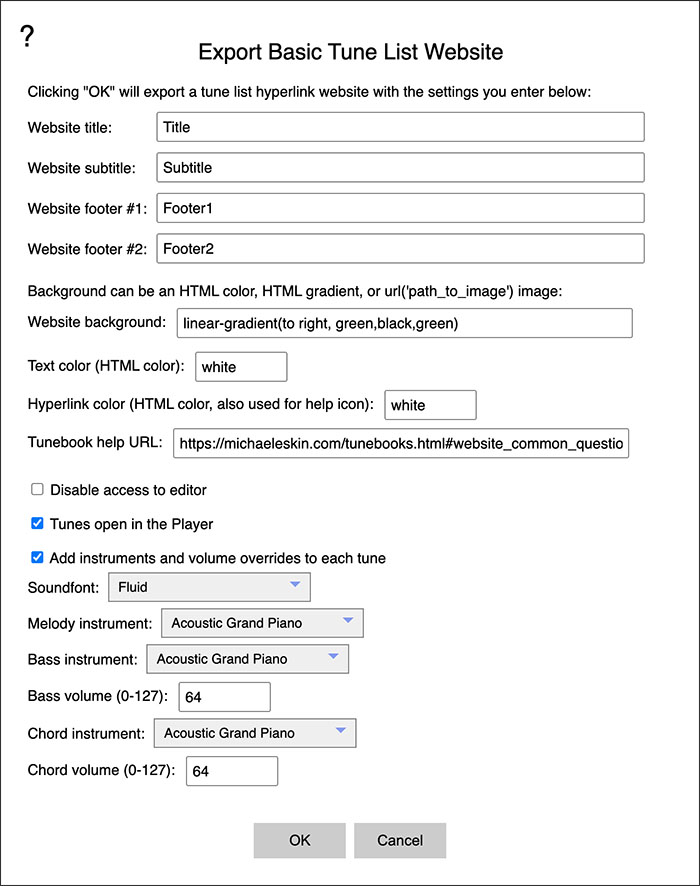 ?
Export Basic Tune List Website
Clicking "OK" will export a tune list hyperlink website with the settings you enter below:
Website title: Title
Website subtitle: Subtitle
Website footer #1: Footer1
Website footer #2: Footer2
Background can be an HTML color, HTML gradient, or url('path_to_image') image:
Website background: linear-gradient(to right, green,black,green)
Text color (HTML color): white
Hyperlink color (HTML color, also used for help icon): white
Tunebook help URL: https://michaeleskin.com/tunebooks.html#website_common_questio
Disable access to editor
Tunes open in the Player
Add instruments and volume overrides to each tune
Soundfont: Fluid
Melody instrument: Acoustic Grand Piano
Bass instrument: Acoustic Grand Piano
Bass volume (0-127): 64
Chord instrument: Acoustic Grand Piano
Chord volume (0-127): 64
OK Cancel